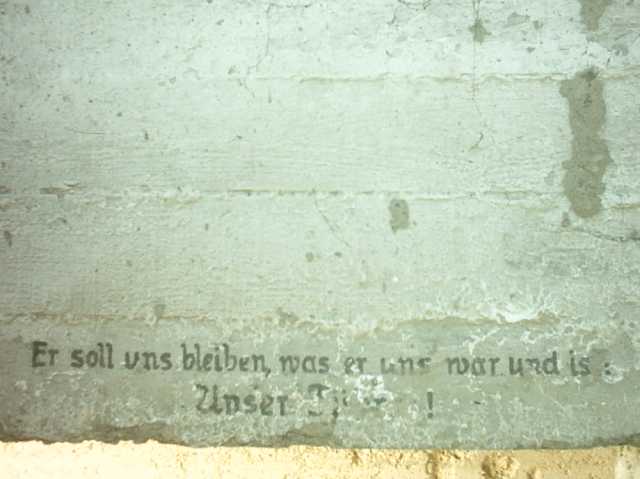 Er soll uns bleiben, was er uns war und is :
Unser !